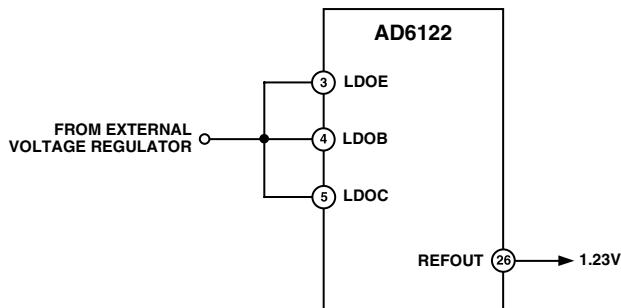 AD6122
3 LDOE
FROM EXTERNAL
VOLTAGE REGULATOR
4 LDOB
5 LDOC
REFOUT 26 1.23V